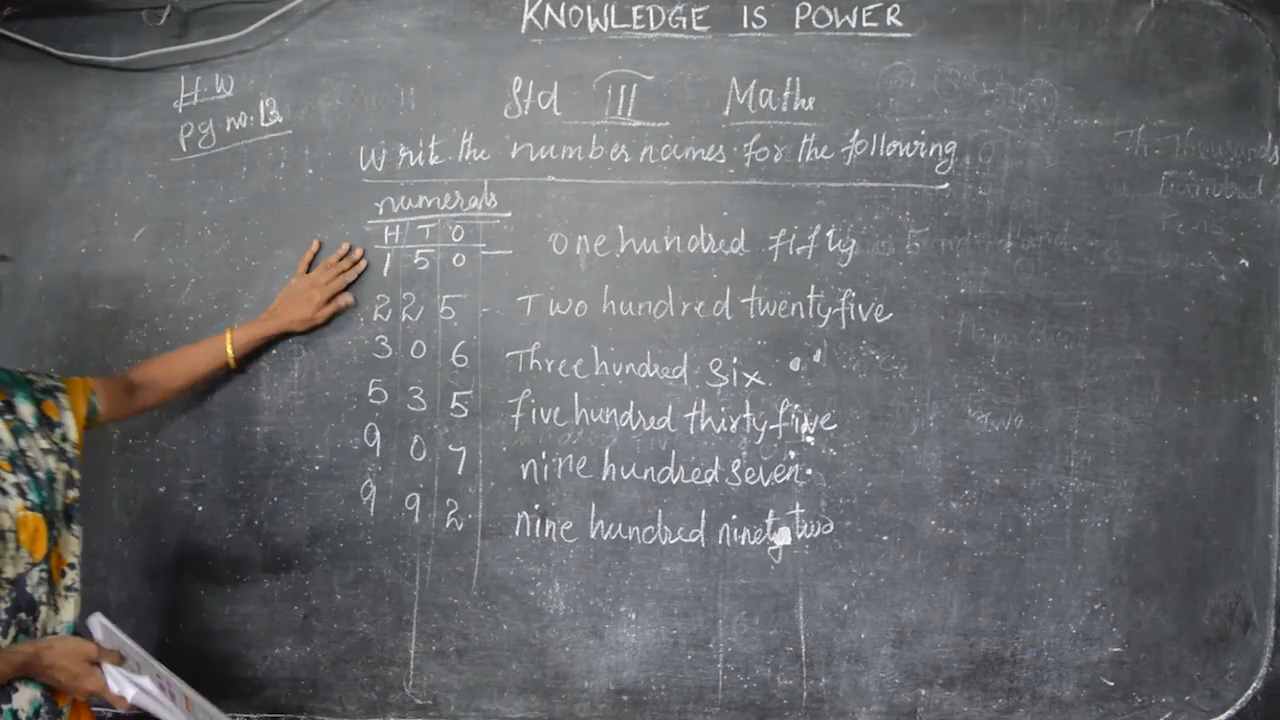 KNOWLEDGE IS POWER
H.W
pg no. 13
Std III Maths
Write the number names for the following
numerals
H T O
1 5 0 — one hundred fifty
2 2 5 - Two hundred twenty five
3 0 6 Three hundred six
5 3 5 five hundred thirty five
9 0 7 nine hundred seven.
9 9 2 nine hundred ninety two
Th. Thousands
Tens